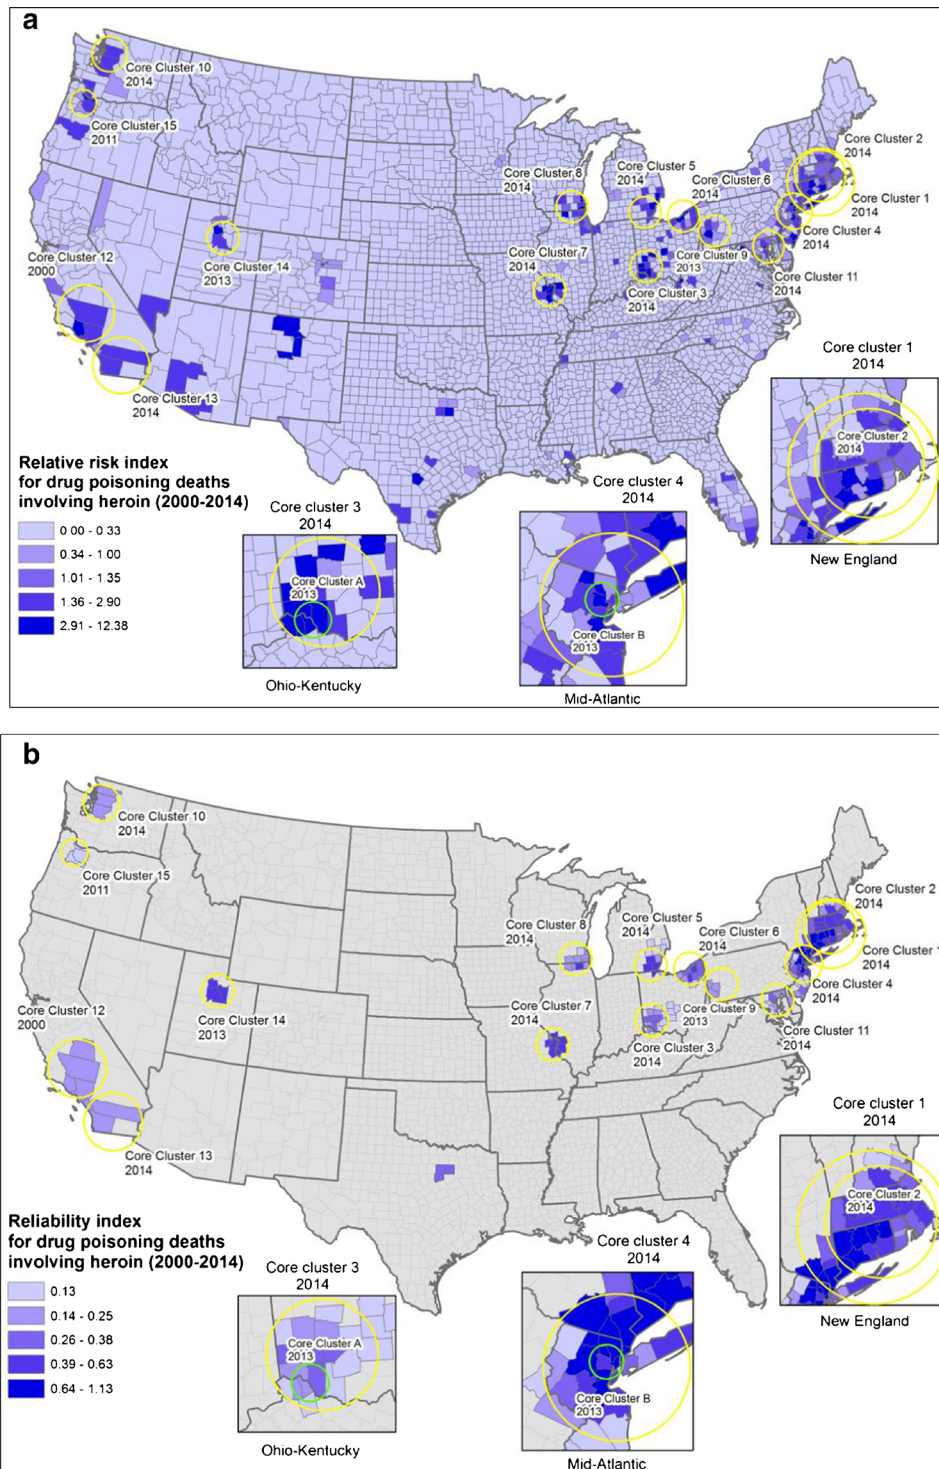 a
Core Cluster 10
2014
Core Cluster 15
2011
Core Cluster 12
2000
Core Cluster 14
2013
Core Cluster 13
2014
Core Cluster 8
2014
Core Cluster 7
2014
Core Cluster 5
2014
Core Cluster 6
2014
Core Cluster 9
2013
Core Cluster 3
2014
Core Cluster 2
2014
Core Cluster 1
2014
Core Cluster 4
2014
Core Cluster 11
2014
Relative risk index
for drug poisoning deaths
involving heroin (2000-2014)
0.00 - 0.33
0.34 - 1.00
1.01 - 1.35
1.36 - 2.90
2.91 - 12.38
Core cluster 3
2014
Core Cluster A
2013
Ohio-Kentucky
Core cluster 4
2014
Core Cluster B
2013
Mid-Atlantic
Core cluster 1
2014
Core Cluster 2
2014
New England
b
Core Cluster 10
2014
Core Cluster 15
2011
Core Cluster 12
2000
Core Cluster 14
2013
Core Cluster 13
2014
Core Cluster 8
2014
Core Cluster 7
2014
Core Cluster 5
2014
Core Cluster 6
2014
Core Cluster 9
2013
Core Cluster 3
2014
Core Cluster 2
2014
Core Cluster 1
2014
Core Cluster 4
2014
Core Cluster 11
2014
Reliability index
for drug poisoning deaths
involving heroin (2000-2014)
0.13
0.14 - 0.25
0.26 - 0.38
0.39 - 0.63
0.64 - 1.13
Core cluster 3
2014
Core Cluster A
2013
Ohio-Kentucky
Core cluster 4
2014
Core Cluster B
2013
Mid-Atlantic
Core cluster 1
2014
Core Cluster 2
2014
New England